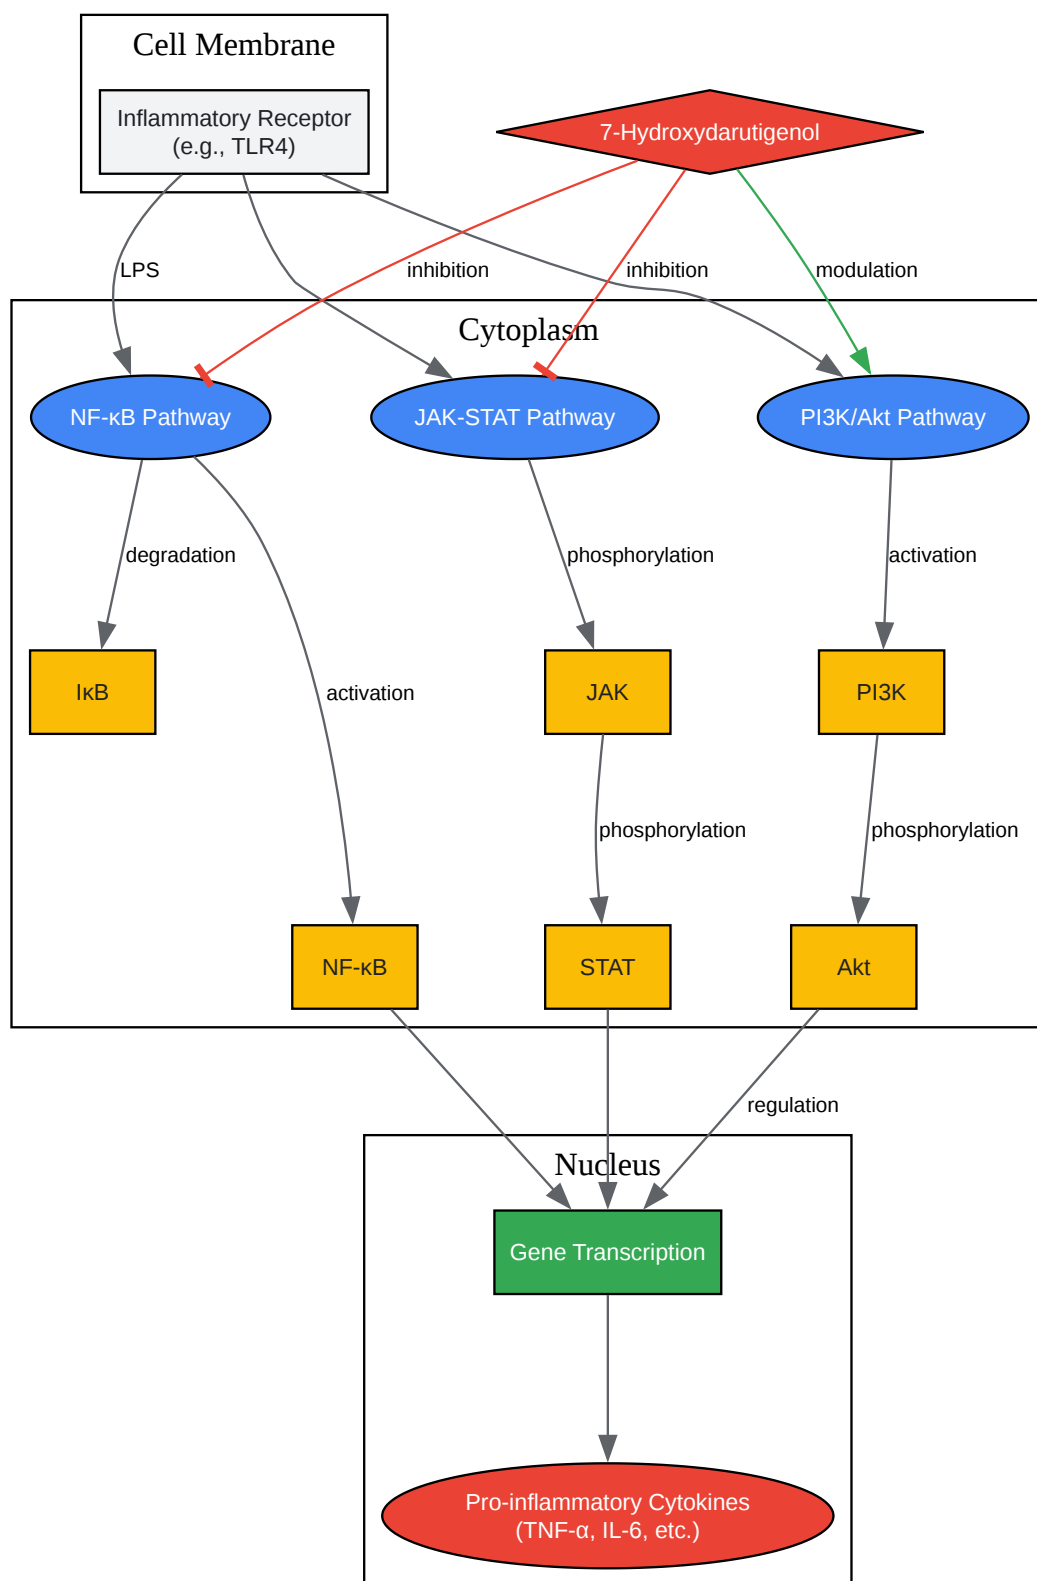 Cell Membrane
Inflammatory Receptor
(e.g., TLR4)
7-Hydroxydarutigenol
LPS
inhibition
inhibition
modulation
Cytoplasm
NF-κB Pathway
JAK-STAT Pathway
PI3K/Akt Pathway
degradation
phosphorylation
activation
IκB
activation
JAK
PI3K
phosphorylation
phosphorylation
NF-κB
STAT
Akt
regulation
Nucleus
Gene Transcription
Pro-inflammatory Cytokines
(TNF-α, IL-6, etc.)